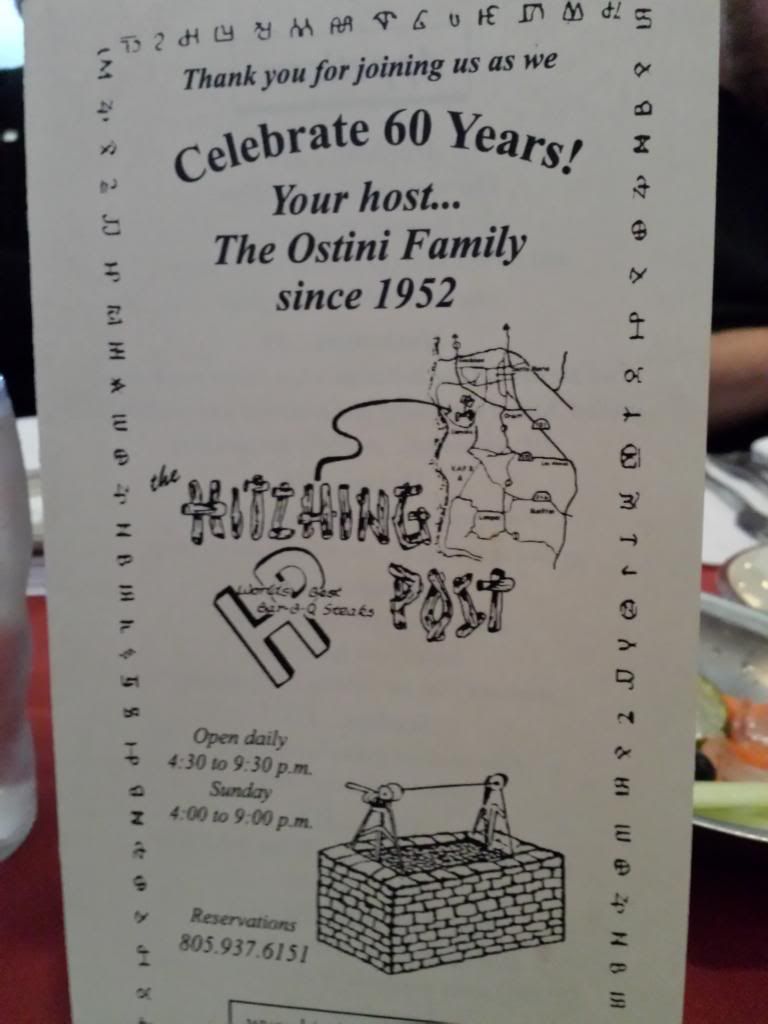 Thank you for joining us as we
Celebrate 60 Years!
Your host...
The Ostini Family
since 1952
the
HITCHING
POST
World's Best
Bar-B-Q Steaks
Open daily
4:30 to 9:30 p.m.
Sunday
4:00 to 9:00 p.m.
Reservations
805.937.6151